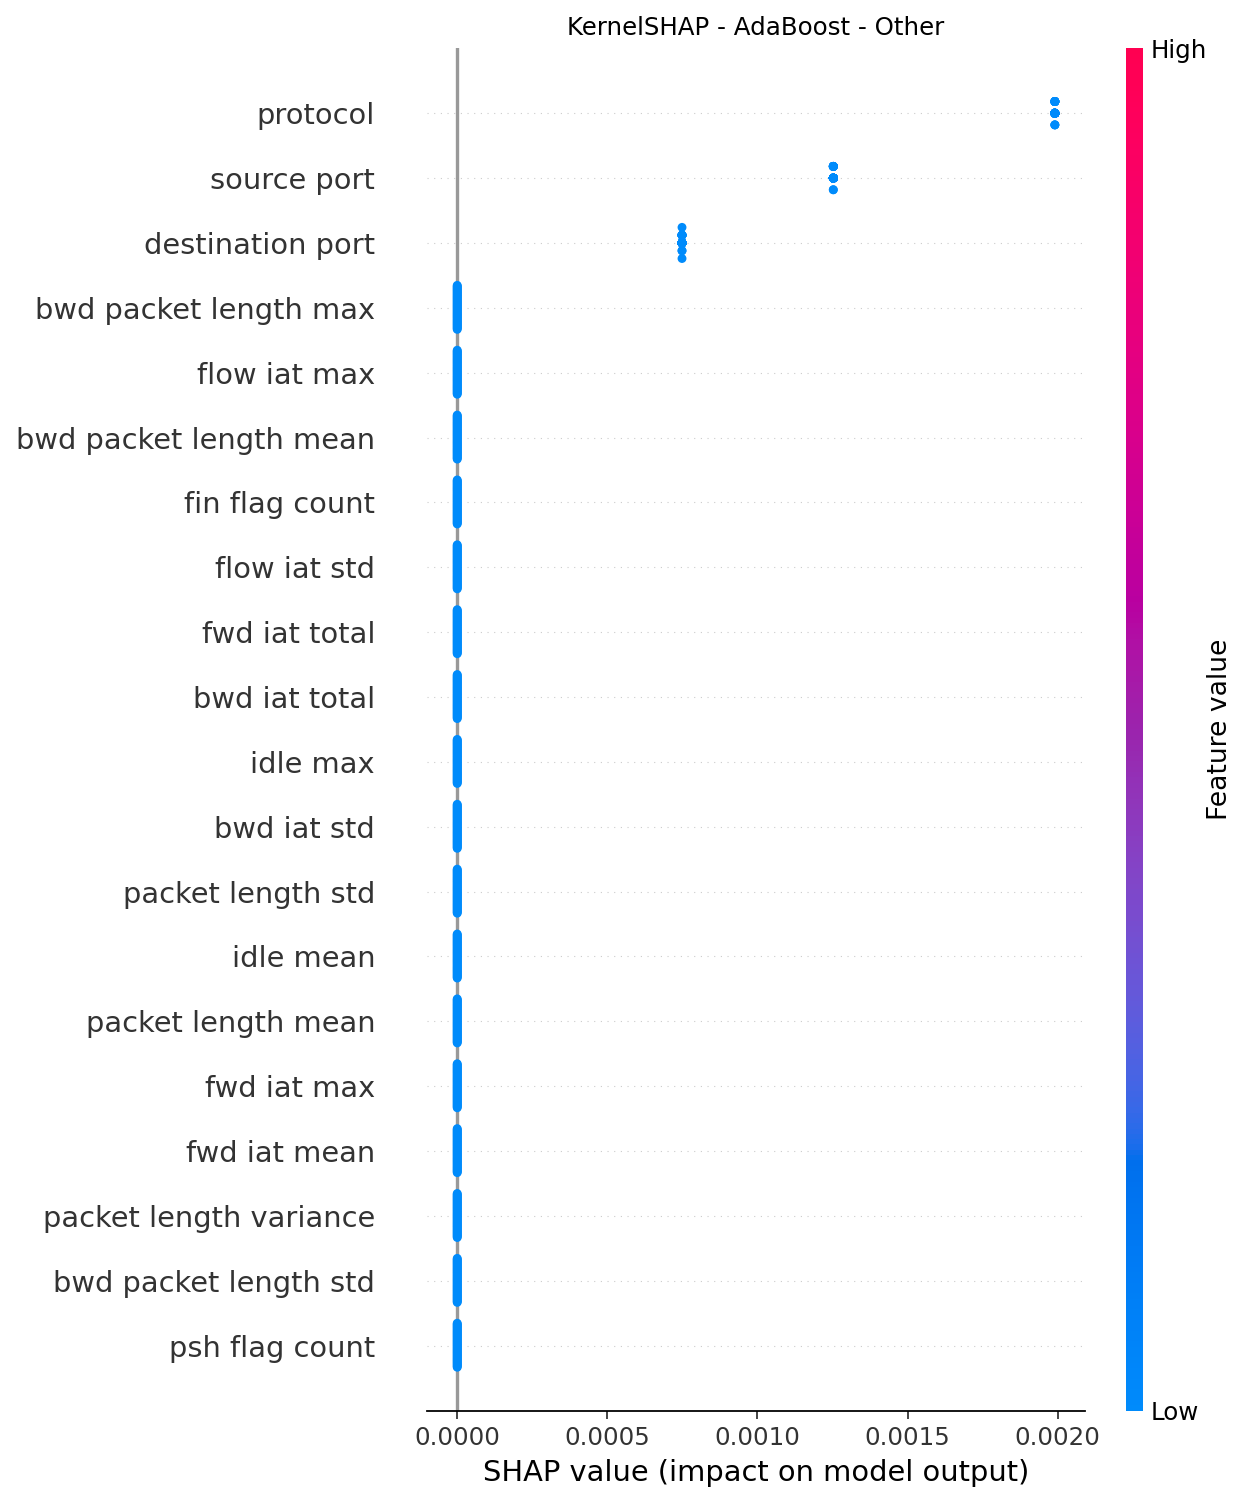 KernelSHAP - AdaBoost - Other
High
protocol
source port
destination port
bwd packet length max
flow iat max
bwd packet length mean
fin flag count
flow iat std
fwd iat total
bwd iat total
idle max
bwd iat std
packet length std
idle mean
packet length mean
fwd iat max
fwd iat mean
packet length variance
bwd packet length std
psh flag count
Feature value
Low
0.0000 0.0005 0.0010 0.0015 0.0020
SHAP value (impact on model output)